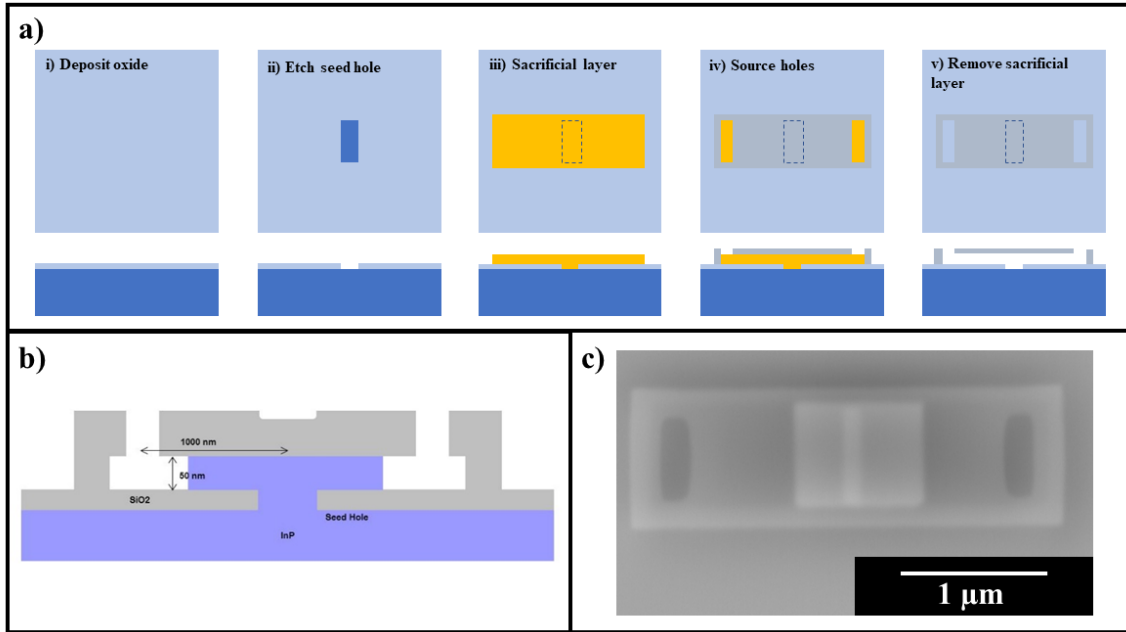 a)
i) Deposit oxide
ii) Etch seed hole
iii) Sacrificial layer
iv) Source holes
v) Remove sacrificial
layer
b)
1000 nm
50 nm
SiO2
Seed Hole
InP
c)
1 μm